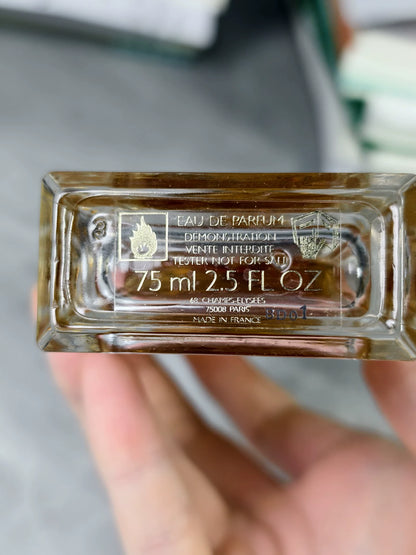 EAU DE PARFUM
DEMONSTRATION
VENTE INTERDITE
TESTER NOT FOR SALE
75 ml 2.5 FL OZ
68 CHAMPS-ELYSEES
75008 PARIS
MADE IN FRANCE